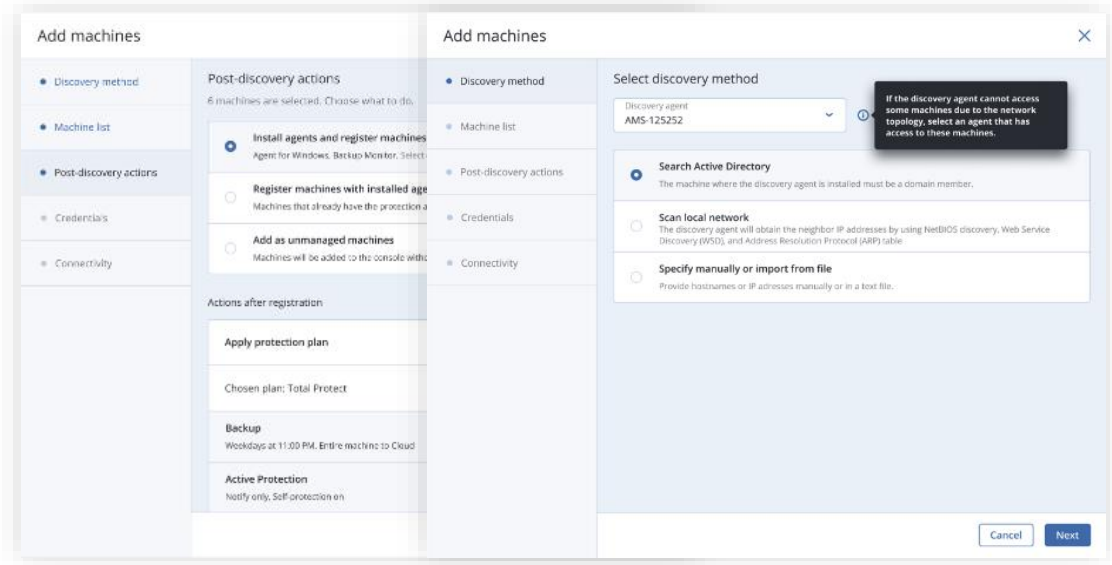 Add machines
Discovery method
Machine list
Post-discovery actions
Credentials
Connectivity
Post-discovery actions
6 machines are selected. Choose what to do.
Install agents and register machines
Agent for Windows, Backup Monitor. Select
Register machines with installed age
Machines that already have the protection a
Add as unmanaged machines
Machines will be added to the console witho
Actions after registration
Apply protection plan
Chosen plan: Total Protect
Backup
Weekdays at 11:00 PM, Entire machine to Cloud
Active Protection
Notify only, Self-protection on
Add machines
Discovery method
Machine list
Post-discovery actions
Credentials
Connectivity
Select discovery method
Discovery agent
AMS-125252
If the discovery agent cannot access
some machines due to the network
topology, select an agent that has
access to these machines.
Search Active Directory
The machine where the discovery agent is installed must be a domain member.
Scan local network
The discovery agent will obtain the neighbor IP addresses by using NetBIOS discovery, Web Service
Discovery (WSD), and Address Resolution Protocol (ARP) table
Specify manually or import from file
Provide hostnames or IP adresses manually or in a text file.
Cancel
Next